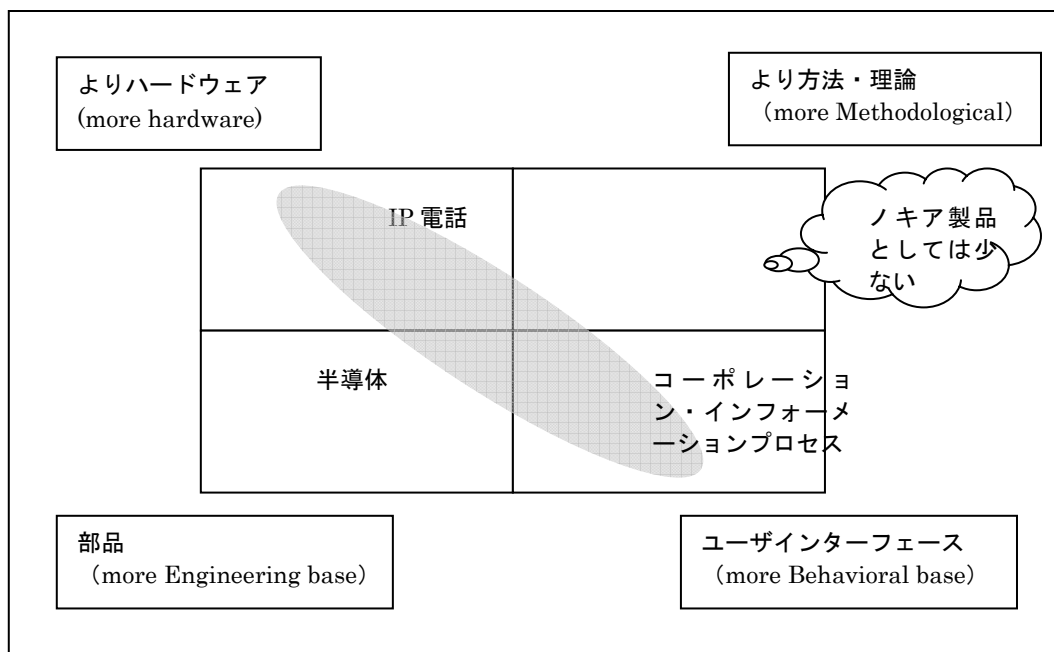 よりハードウェア
(more hardware)
より方法・理論
（more Methodological）
IP 電話
ノキア製品
としては少
ない
半導体
コーポレーショ
ン・インフォーメ
ーションプロセス
部品
（more Engineering base）
ユーザインターフェース
（more Behavioral base）